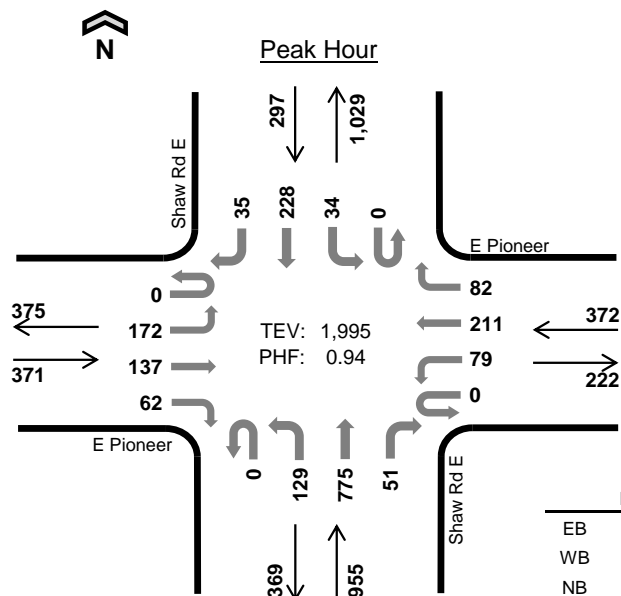 N
Peak Hour
297
1,029
Shaw Rd E
35
228
34
0
E Pioneer
0
82
375
172
TEV: 1,995
211
372
371
137
PHF: 0.94
79
222
62
0
E Pioneer
0
129
775
51
Shaw Rd E
369
955
EB
WB
NB